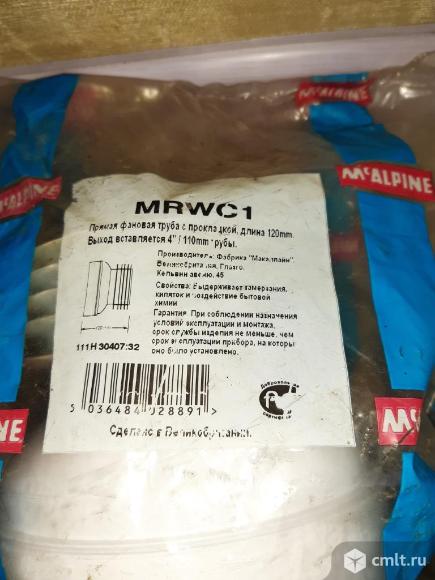 McALPINE
McALPINE
MRWC1
Прямая фановая труба с прокладкой, длина 120mm.
Выход вставляется 4" / 110mm трубы.
Производитель: Фабрика "Макалпайн"
Великобритания, Глазго.
Кельвин авеню, 45
Свойства: Выдерживает замерзания,
кипяток и воздействие бытовой
химии
Гарантия: При соблюдении назначения
условий эксплуатации и монтажа,
срок службы изделия не меньше, чем
срок эксплуатации прибора, на который
оно было установлено.
111H 30407:32
5 036484 028891 >
Сделано в Великобритании.
McALPINE
McALPINE
cmlt.ru